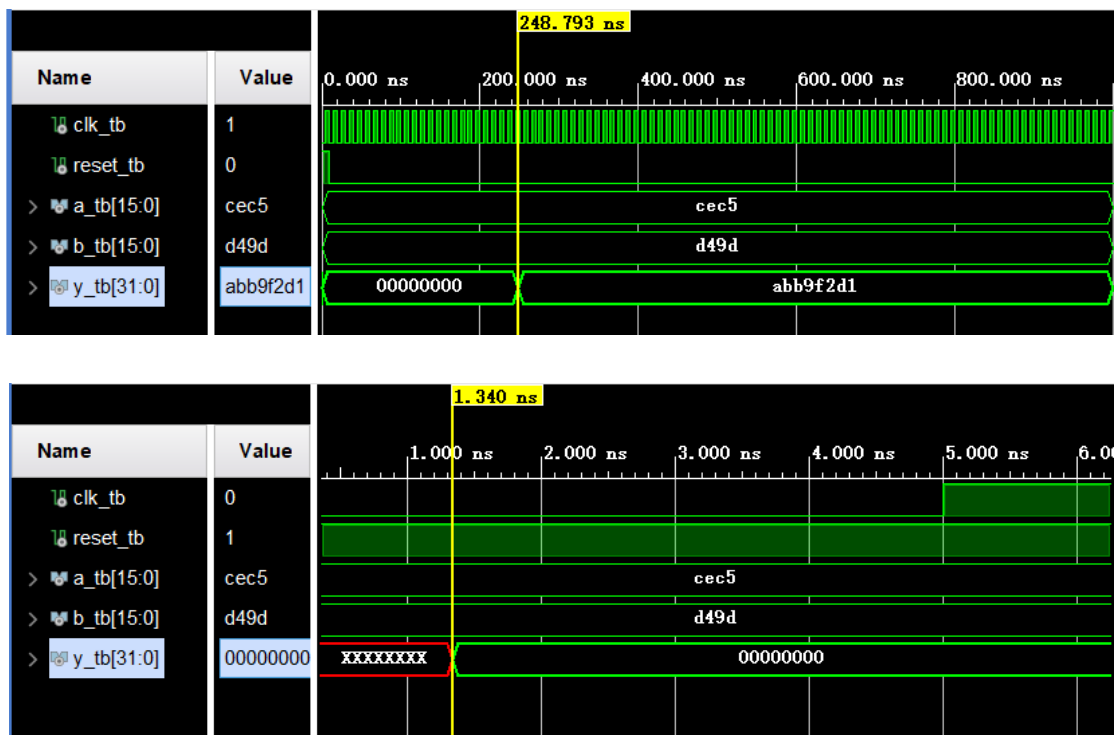 248.793 ns
Name Value 0.000 ns 200.000 ns 400.000 ns 600.000 ns 800.000 ns
clk_tb 1
reset_tb 0
a_tb[15:0] cec5 cec5
b_tb[15:0] d49d d49d
y_tb[31:0] abb9f2d1 00000000 abb9f2d1
1.340 ns
Name Value 1.000 ns 2.000 ns 3.000 ns 4.000 ns 5.000 ns 6.00
clk_tb 0
reset_tb 1
a_tb[15:0] cec5 cec5
b_tb[15:0] d49d d49d
y_tb[31:0] 00000000 XXXXXXXX 00000000